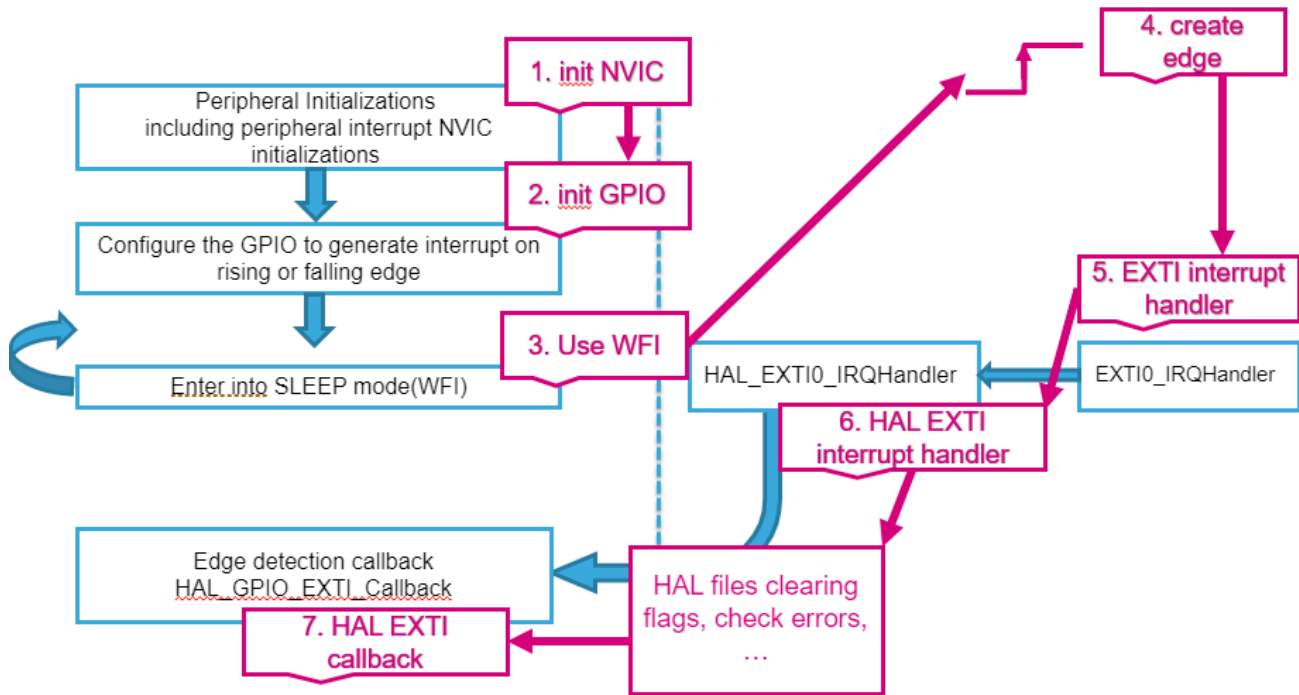 4. create
edge
1. init NVIC
Peripheral Initializations
including peripheral interrupt NVIC
initializations
2. init GPIO
Configure the GPIO to generate interrupt on
rising or falling edge
5. EXTI interrupt
handler
3. Use WFI
Enter into SLEEP mode(WFI)
HAL_EXTI0_IRQHandler
EXTI0_IRQHandler
6. HAL EXTI
interrupt handler
Edge detection callback
HAL_GPIO_EXTI_Callback
HAL files clearing
flags, check errors,
…
7. HAL EXTI
callback